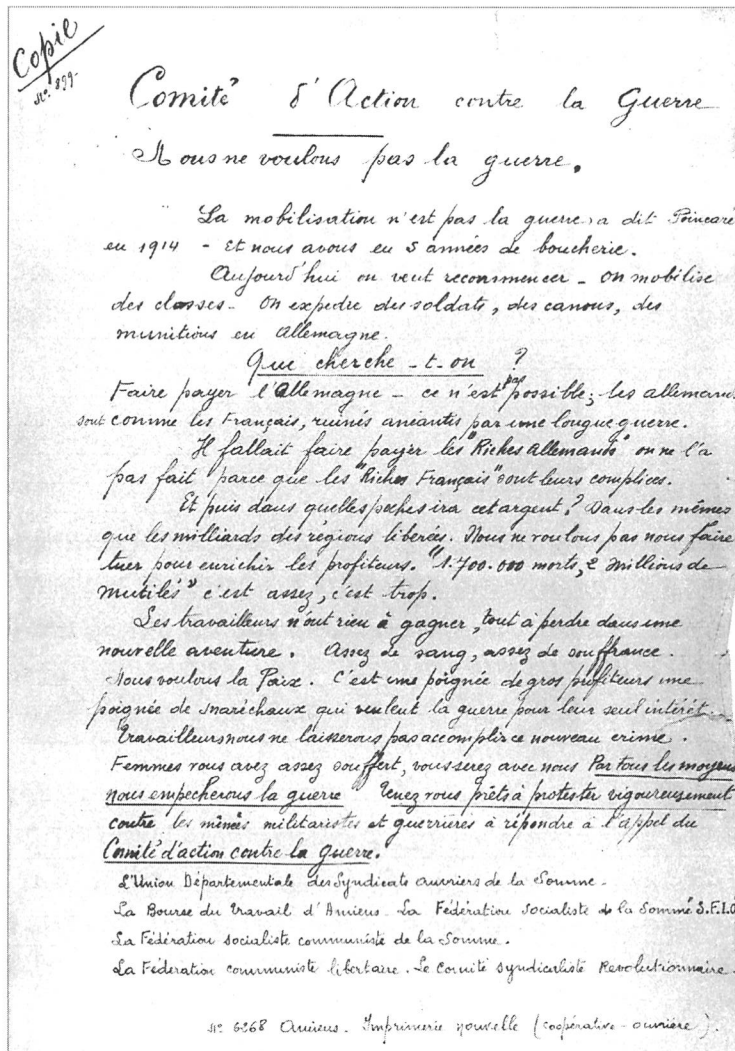 Copie
N°. 899-
Comité d'Action contre la Guerre
Nous ne voulons pas la guerre.
La mobilisation n'est pas la guerre, a dit Poincaré
en 1914 - Et nous avons eu 5 années de boucherie.
Aujourd'hui on veut recommencer - on mobilise
des classes - On expedre des soldats, des canons, des
munitions en Allemagne.
Que cherche-t-on ?
Faire payer l'Allemagne - ce n'est pas possible; les allemands
sont comme les Français, ruinés anéantis par une longue guerre.
Il fallait faire payer les "Riches Allemands" on ne l'a
pas fait parce que les "Riches Français" sont leurs complices.
Et puis dans quelles poches ira cet argent ? Dans les mêmes
que les milliards des régions libérées. Nous ne voulons pas nous faire
tuer pour enrichir les profiteurs. "1.700.000 morts, 2 millions de
mutilés" c'est assez, c'est trop.
Les travailleurs n'ont rien à gagner, tout à perdre dans une
nouvelle aventure. Assez de sang, assez de souffrance.
Nous voulons la Paix. C'est une poignée de gros profiteurs une
poignée de maréchaux qui veulent la guerre pour leur seul intérêt.
Travailleurs nous ne laisserons pas accomplir ce nouveau crime.
Femmes vous avez assez souffert, vous serez avec nous Par tous les moyens
nous empecherons la guerre Tenez vous prêts à protester vigoureusement
contre les menées militaristes et guerrières à répondre à l'appel du
Comité d'action contre la guerre.
L'Union Départementale des Syndicats ouvriers de la Somme.
La Bourse du Travail d'Amiens. La Fédération Socialiste de la Somme S.F.I.O
La Fédération socialiste communiste de la Somme.
La Fédération communiste libertaire. Le Comité syndicaliste Revolutionnaire.
N° 6268 Amiens. Imprimerie nouvelle (coopérative-ouvrière).